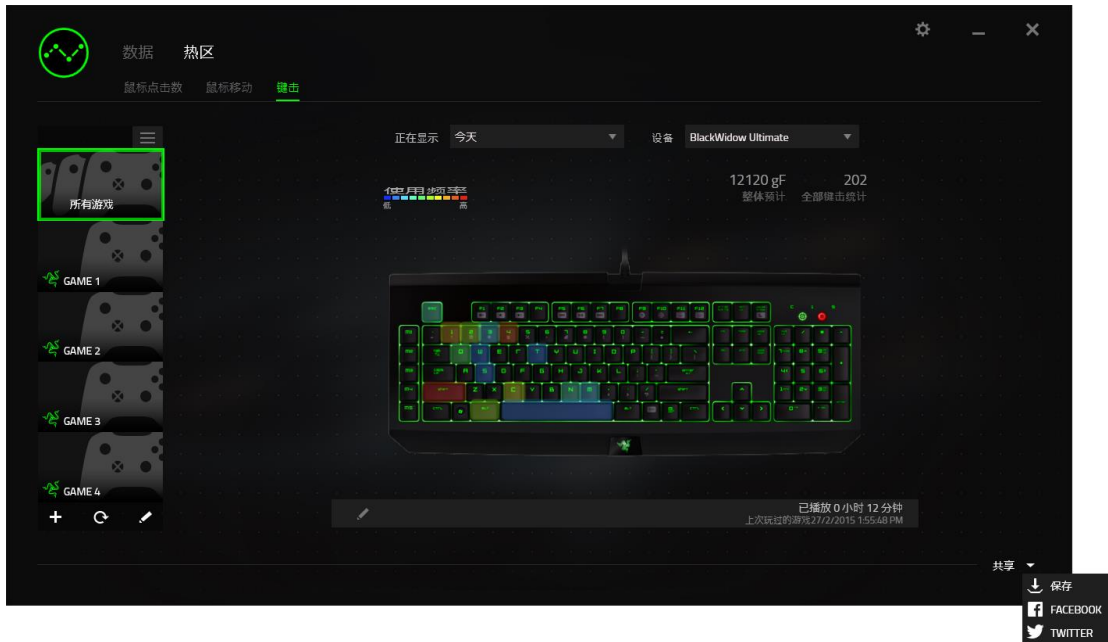 数据 热区
鼠标点击数 鼠标移动 键击
正在显示 今天 设备 BlackWidow Ultimate
12120 gF 202
使用频率 整体预计 全部键击统计
低 高
所有游戏
GAME 1
GAME 2
GAME 3
GAME 4
已播放 0 小时 12 分钟
上次玩过的游戏27/2/2015 1:55:48 PM
共享
保存
FACEBOOK
TWITTER